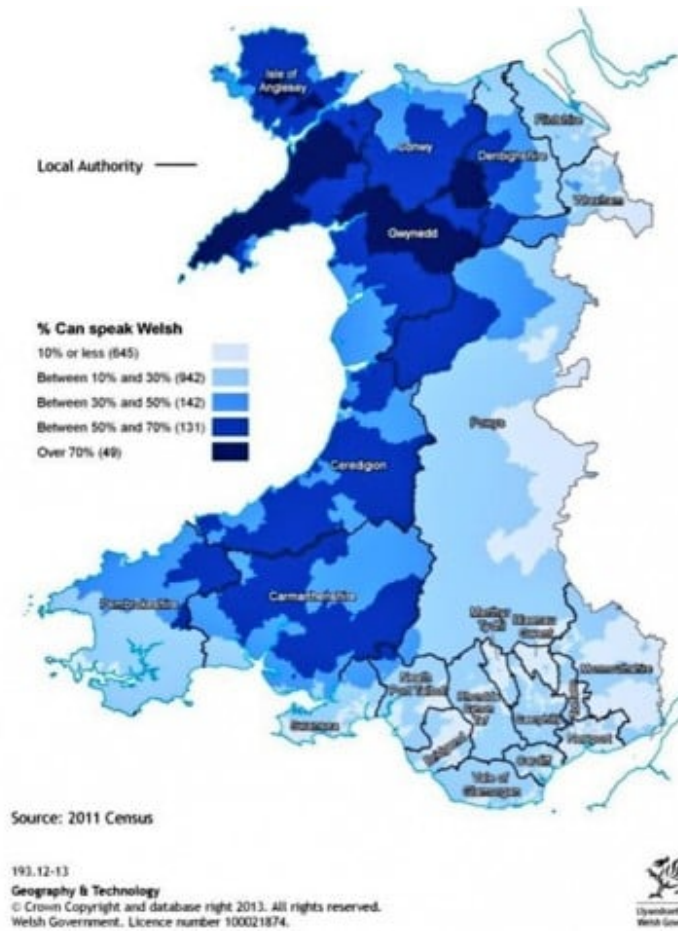 Isle of
Anglesey
Flintshire
Conwy
Denbighshire
Local Authority
Wrexham
Gwynedd
% Can speak Welsh
10% or less (645)
Between 10% and 30% (942)
Between 30% and 50% (142)
Between 50% and 70% (131)
Over 70% (49)
Powys
Ceredigion
Pembrokeshire
Carmarthenshire
Merthyr
Tydfil
Blaenau
Gwent
Monmouthshire
Neath
Port Talbot
Rhondda
Cynon
Taf
Caerphilly
Swansea
Bridgend
Newport
Cardiff
Vale of
Glamorgan
Source: 2011 Census
193.12-13
Geography & Technology
© Crown Copyright and database right 2013. All rights reserved.
Welsh Government. Licence number 100021874.
Welsh Gov